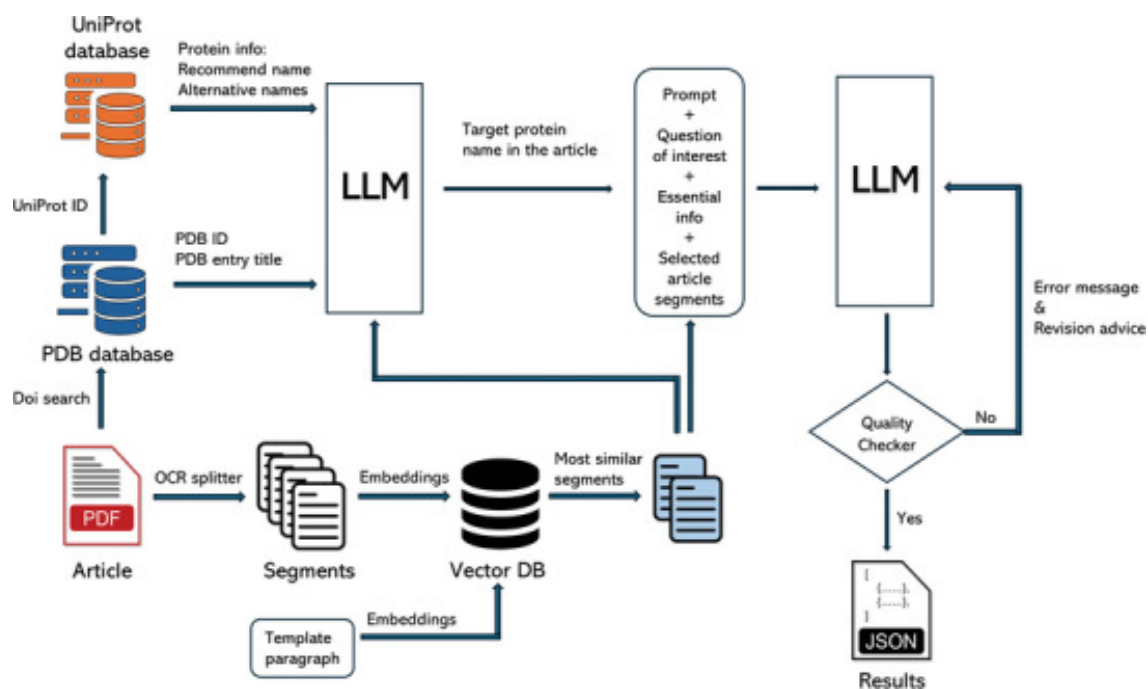 UniProt
database
Protein info:
Recommend name
Alternative names
UniProt ID
PDB ID
PDB entry title
PDB database
Doi search
LLM
Target protein
name in the article
Prompt
+
Question
of interest
+
Essential
info
+
Selected
article
segments
LLM
Error message
&
Revision advice
Quality
Checker
No
Yes
PDF
Article
OCR splitter
Segments
Embeddings
Vector DB
Most similar
segments
Template
paragraph
Embeddings
[
{.....},
{.....},
]
JSON
Results